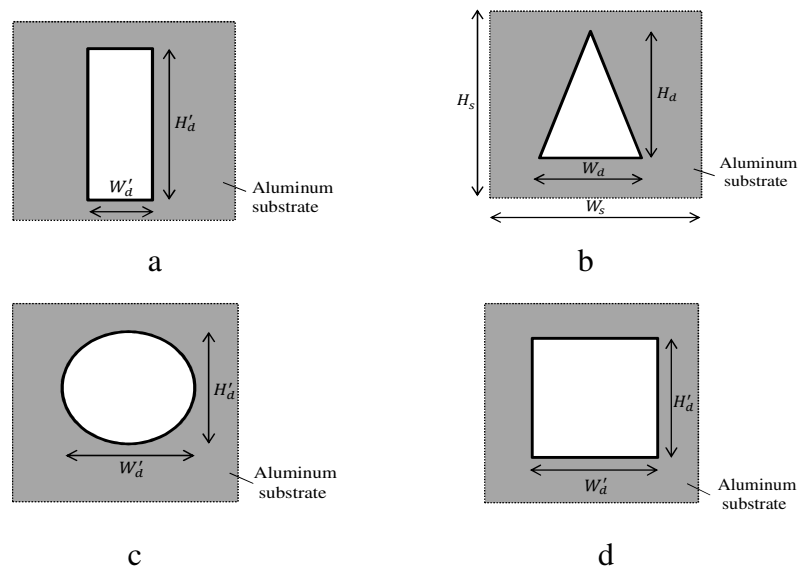 H′d
W′d
Aluminum
substrate
a
Hs
Hd
Wd
Aluminum
substrate
Ws
b
H′d
W′d
Aluminum
substrate
c
H′d
W′d
Aluminum
substrate
d